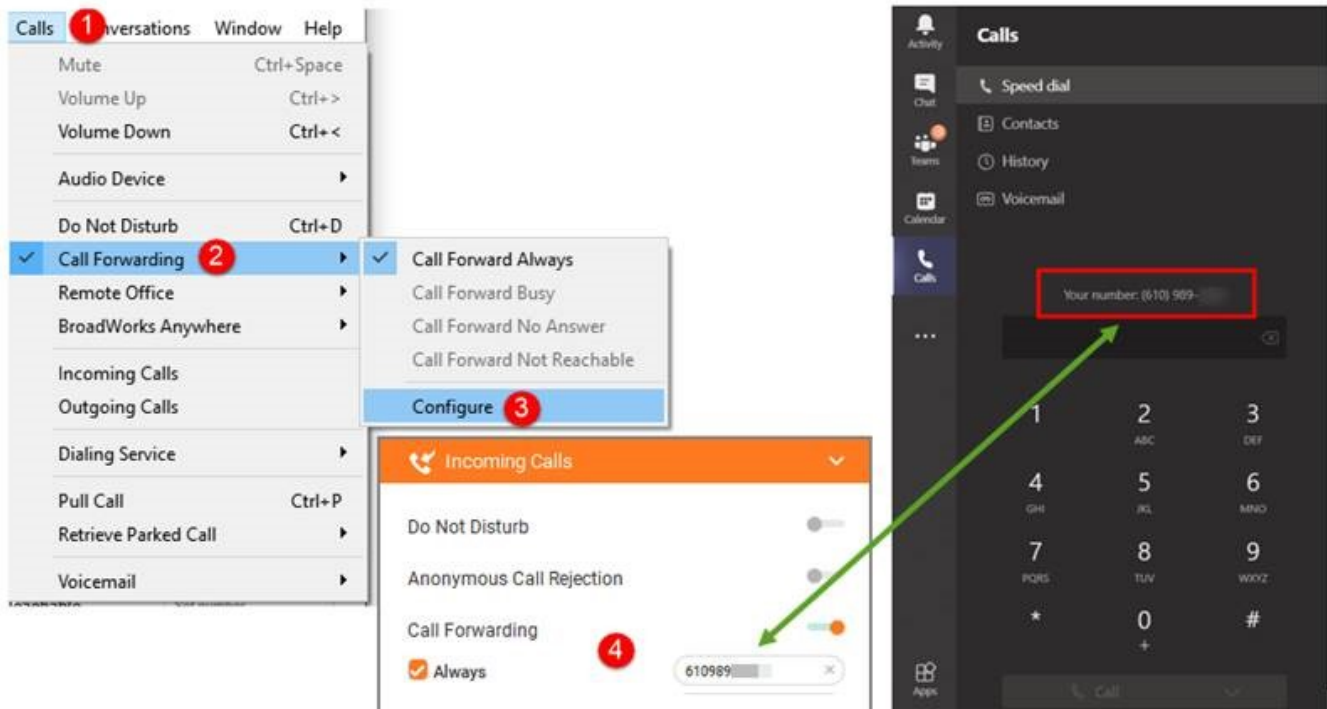 Calls 1 nversations Window Help
Mute Ctrl+Space
Volume Up Ctrl+>
Volume Down Ctrl+<
Audio Device
Do Not Disturb Ctrl+D
Call Forwarding 2
Remote Office
BroadWorks Anywhere
Incoming Calls
Outgoing Calls
Dialing Service
Pull Call Ctrl+P
Retrieve Parked Call
Voicemail
Call Forward Always
Call Forward Busy
Call Forward No Answer
Call Forward Not Reachable
Configure 3
Incoming Calls
Do Not Disturb
Anonymous Call Rejection
Call Forwarding
4
Always 610989
Activity
Chat
Teams
Calendar
Calls
Apps
Calls
Speed dial
Contacts
History
Voicemail
Your number: (610) 989-
1 2 3
ABC DEF
4 5 6
GHI JKL MNO
7 8 9
PQRS TUV WXYZ
* 0 #
+
Call